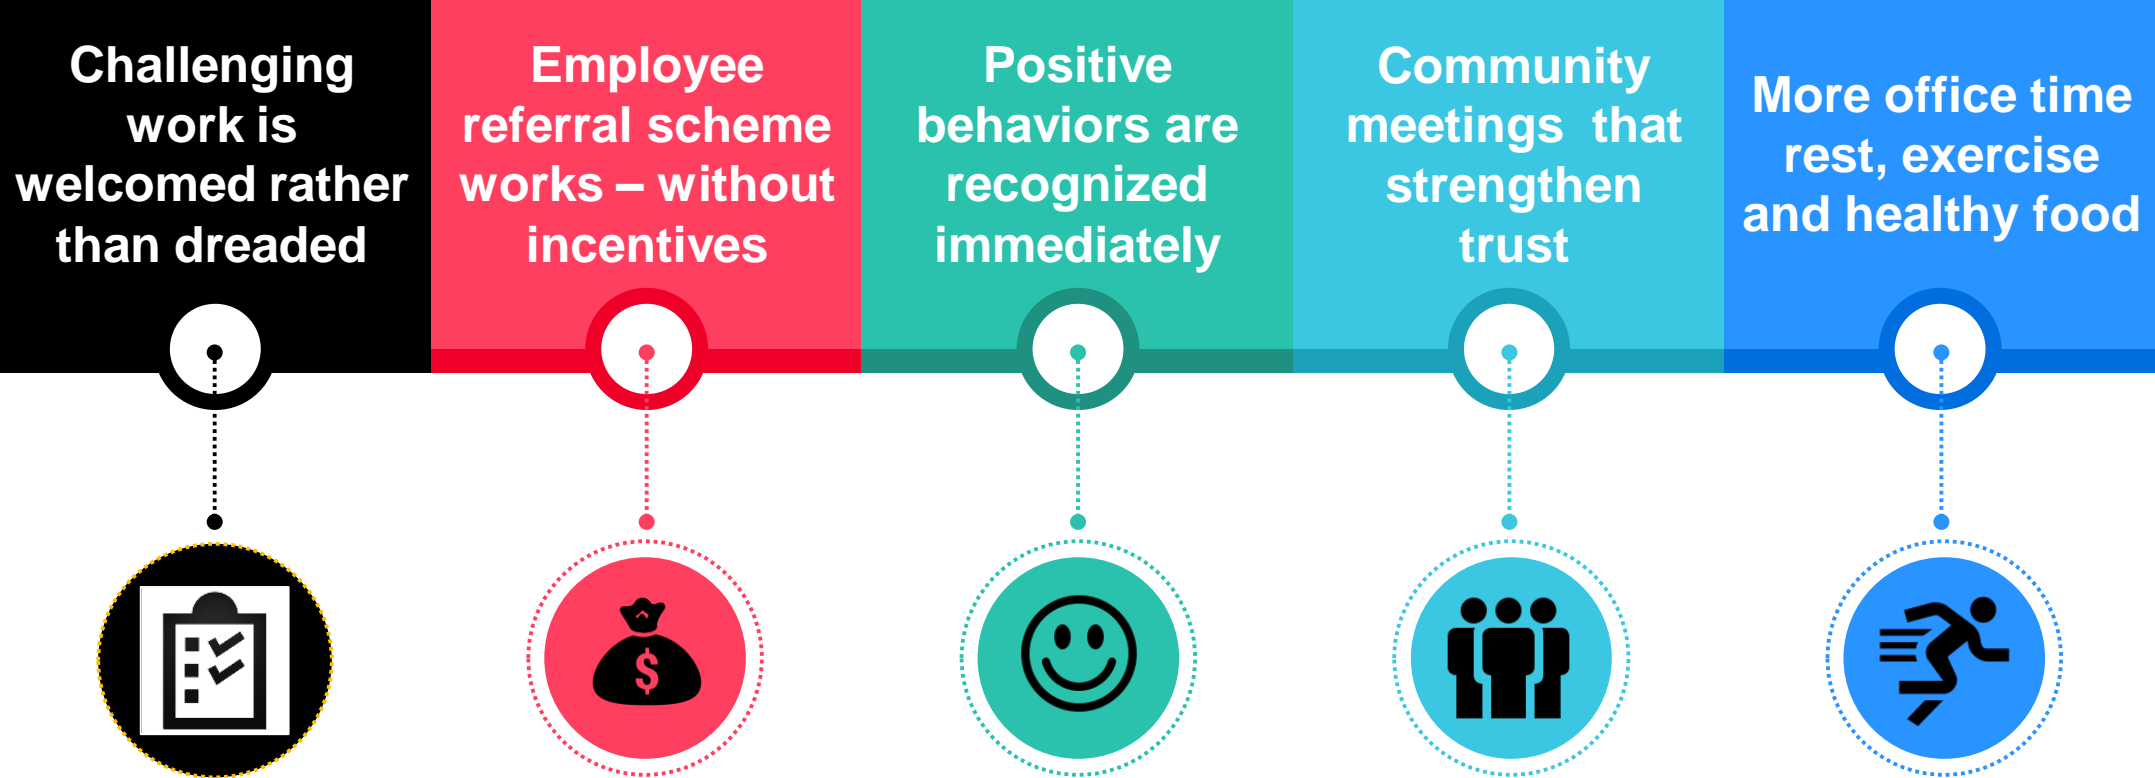 Challenging
work is
welcomed rather
than dreaded
Employee
referral scheme
works – without
incentives
Positive
behaviors are
recognized
immediately
Community
meetings  that
strengthen
trust
More office time
rest, exercise
and healthy food
$